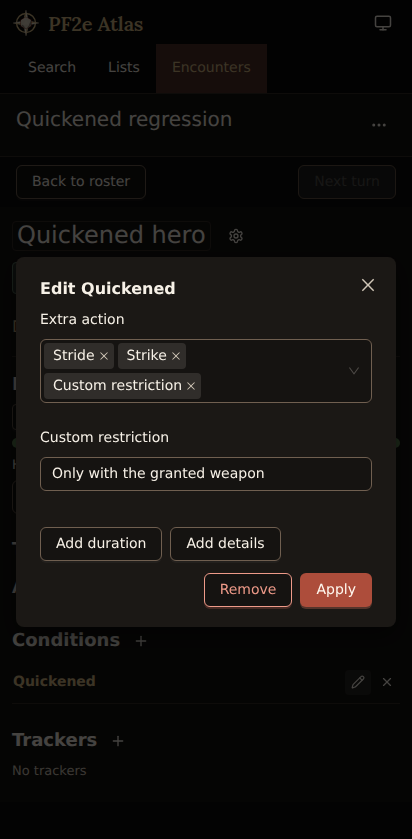 PF2e Atlas
Search Lists Encounters
Quickened regression
...
Back to roster Next turn
Quickened hero
Edit Quickened
Extra action
Stride × Strike ×
Custom restriction ×
Custom restriction
Only with the granted weapon
Add duration Add details
Remove Apply
Conditions +
Quickened
Trackers +
No trackers